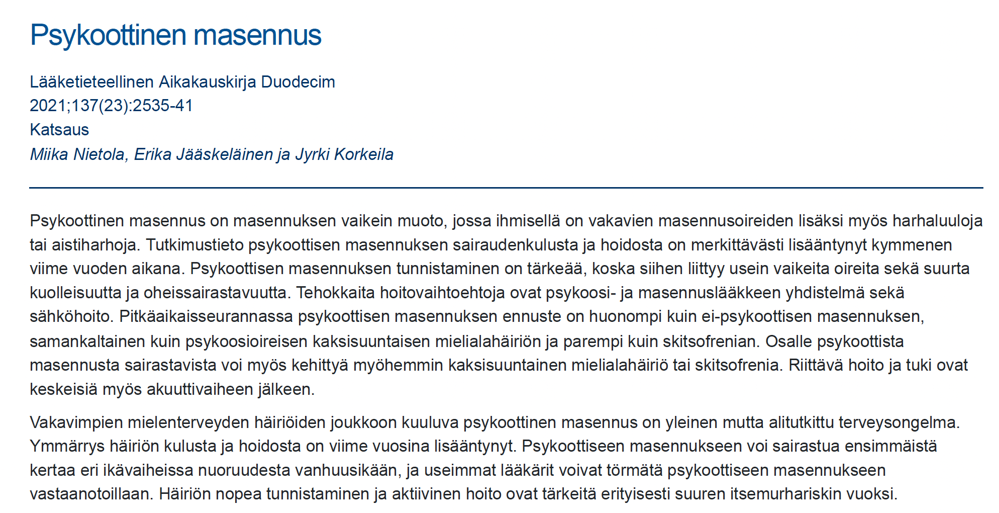 Psykoottinen masennus
Lääketieteellinen Aikakauskirja Duodecim
2021;137(23):2535-41
Katsaus
Miika Nietola, Erika Jääskeläinen ja Jyrki Korkeila
Psykoottinen masennus on masennuksen vaikein muoto, jossa ihmisellä on vakavien masennusoireiden lisäksi myös harhaluuloja
tai aistiharhoja. Tutkimustieto psykoottisen masennuksen sairaudenkulusta ja hoidosta on merkittävästi lisääntynyt kymmenen
viime vuoden aikana. Psykoottisen masennuksen tunnistaminen on tärkeää, koska siihen liittyy usein vaikeita oireita sekä suurta
kuolleisuutta ja oheissairastavuutta. Tehokkaita hoitovaihtoehtoja ovat psykoosi- ja masennuslääkkeen yhdistelmä sekä
sähköhoito. Pitkäaikaisseurannassa psykoottisen masennuksen ennuste on huonompi kuin ei-psykoottisen masennuksen,
samankaltainen kuin psykoosioireisen kaksisuuntaisen mielialahäiriön ja parempi kuin skitsofrenian. Osalle psykoottista
masennusta sairastavista voi myös kehittyä myöhemmin kaksisuuntainen mielialahäiriö tai skitsofrenia. Riittävä hoito ja tuki ovat
keskeisiä myös akuuttivaiheen jälkeen.
Vakavimpien mielenterveyden häiriöiden joukkoon kuuluva psykoottinen masennus on yleinen mutta alitutkittu terveysongelma.
Ymmärrys häiriön kulusta ja hoidosta on viime vuosina lisääntynyt. Psykoottiseen masennukseen voi sairastua ensimmäistä
kertaa eri ikävaiheissa nuoruudesta vanhuusikään, ja useimmat lääkärit voivat törmätä psykoottiseen masennukseen
vastaanotoillaan. Häiriön nopea tunnistaminen ja aktiivinen hoito ovat tärkeitä erityisesti suuren itsemurhariskin vuoksi.